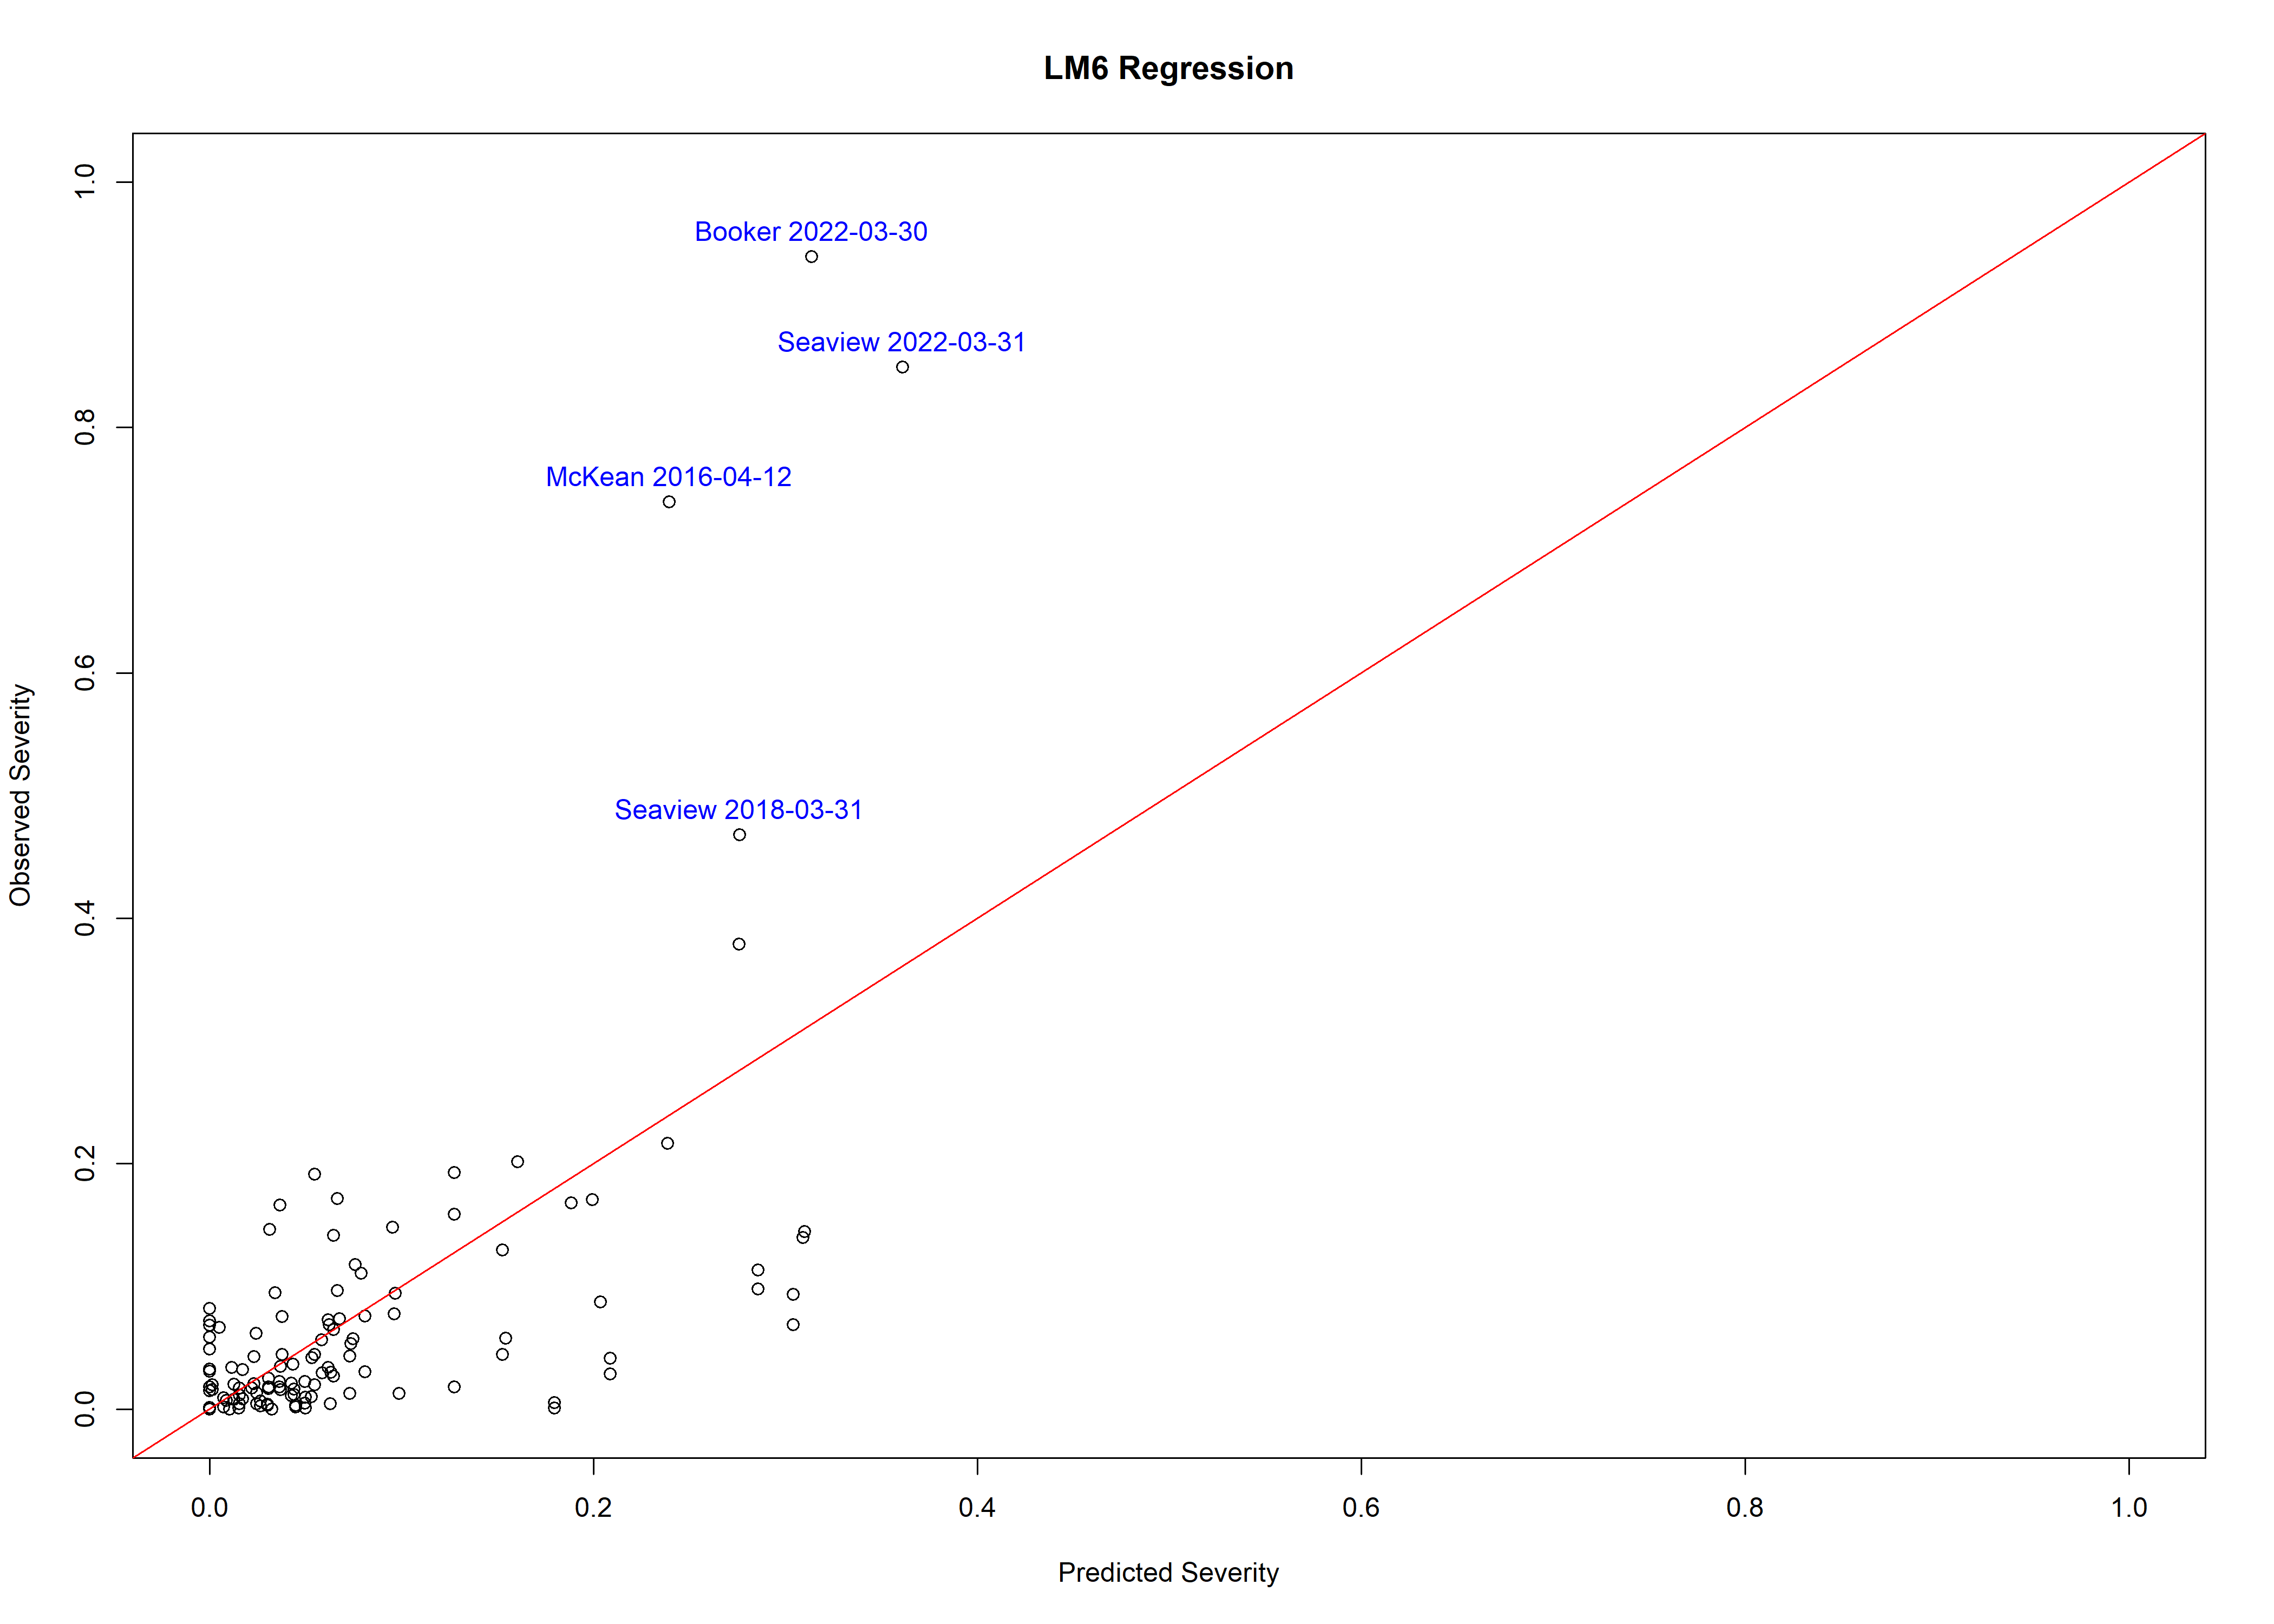 LM6 Regression
1.0
0.8
0.6
0.4
0.2
0.0
Observed Severity
Booker 2022-03-30
Seaview 2022-03-31
McKean 2016-04-12
Seaview 2018-03-31
0.0 0.2 0.4 0.6 0.8 1.0
Predicted Severity